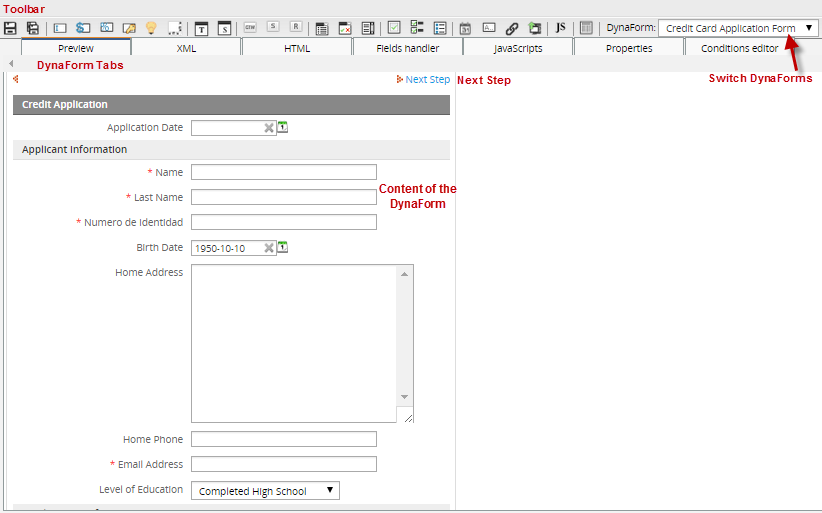 Toolbar
T S C/W S R JS DynaForm: Credit Card Application Form
Preview XML HTML Fields handler JavaScripts Properties Conditions editor
DynaForm Tabs
Switch DynaForms
Next Step Next Step
Credit Application
Application Date
Applicant Information
* Name
Content of the
DynaForm
* Last Name
* Numero de Identidad
Birth Date 1950-10-10
Home Address
Home Phone
* Email Address
Level of Education Completed High School